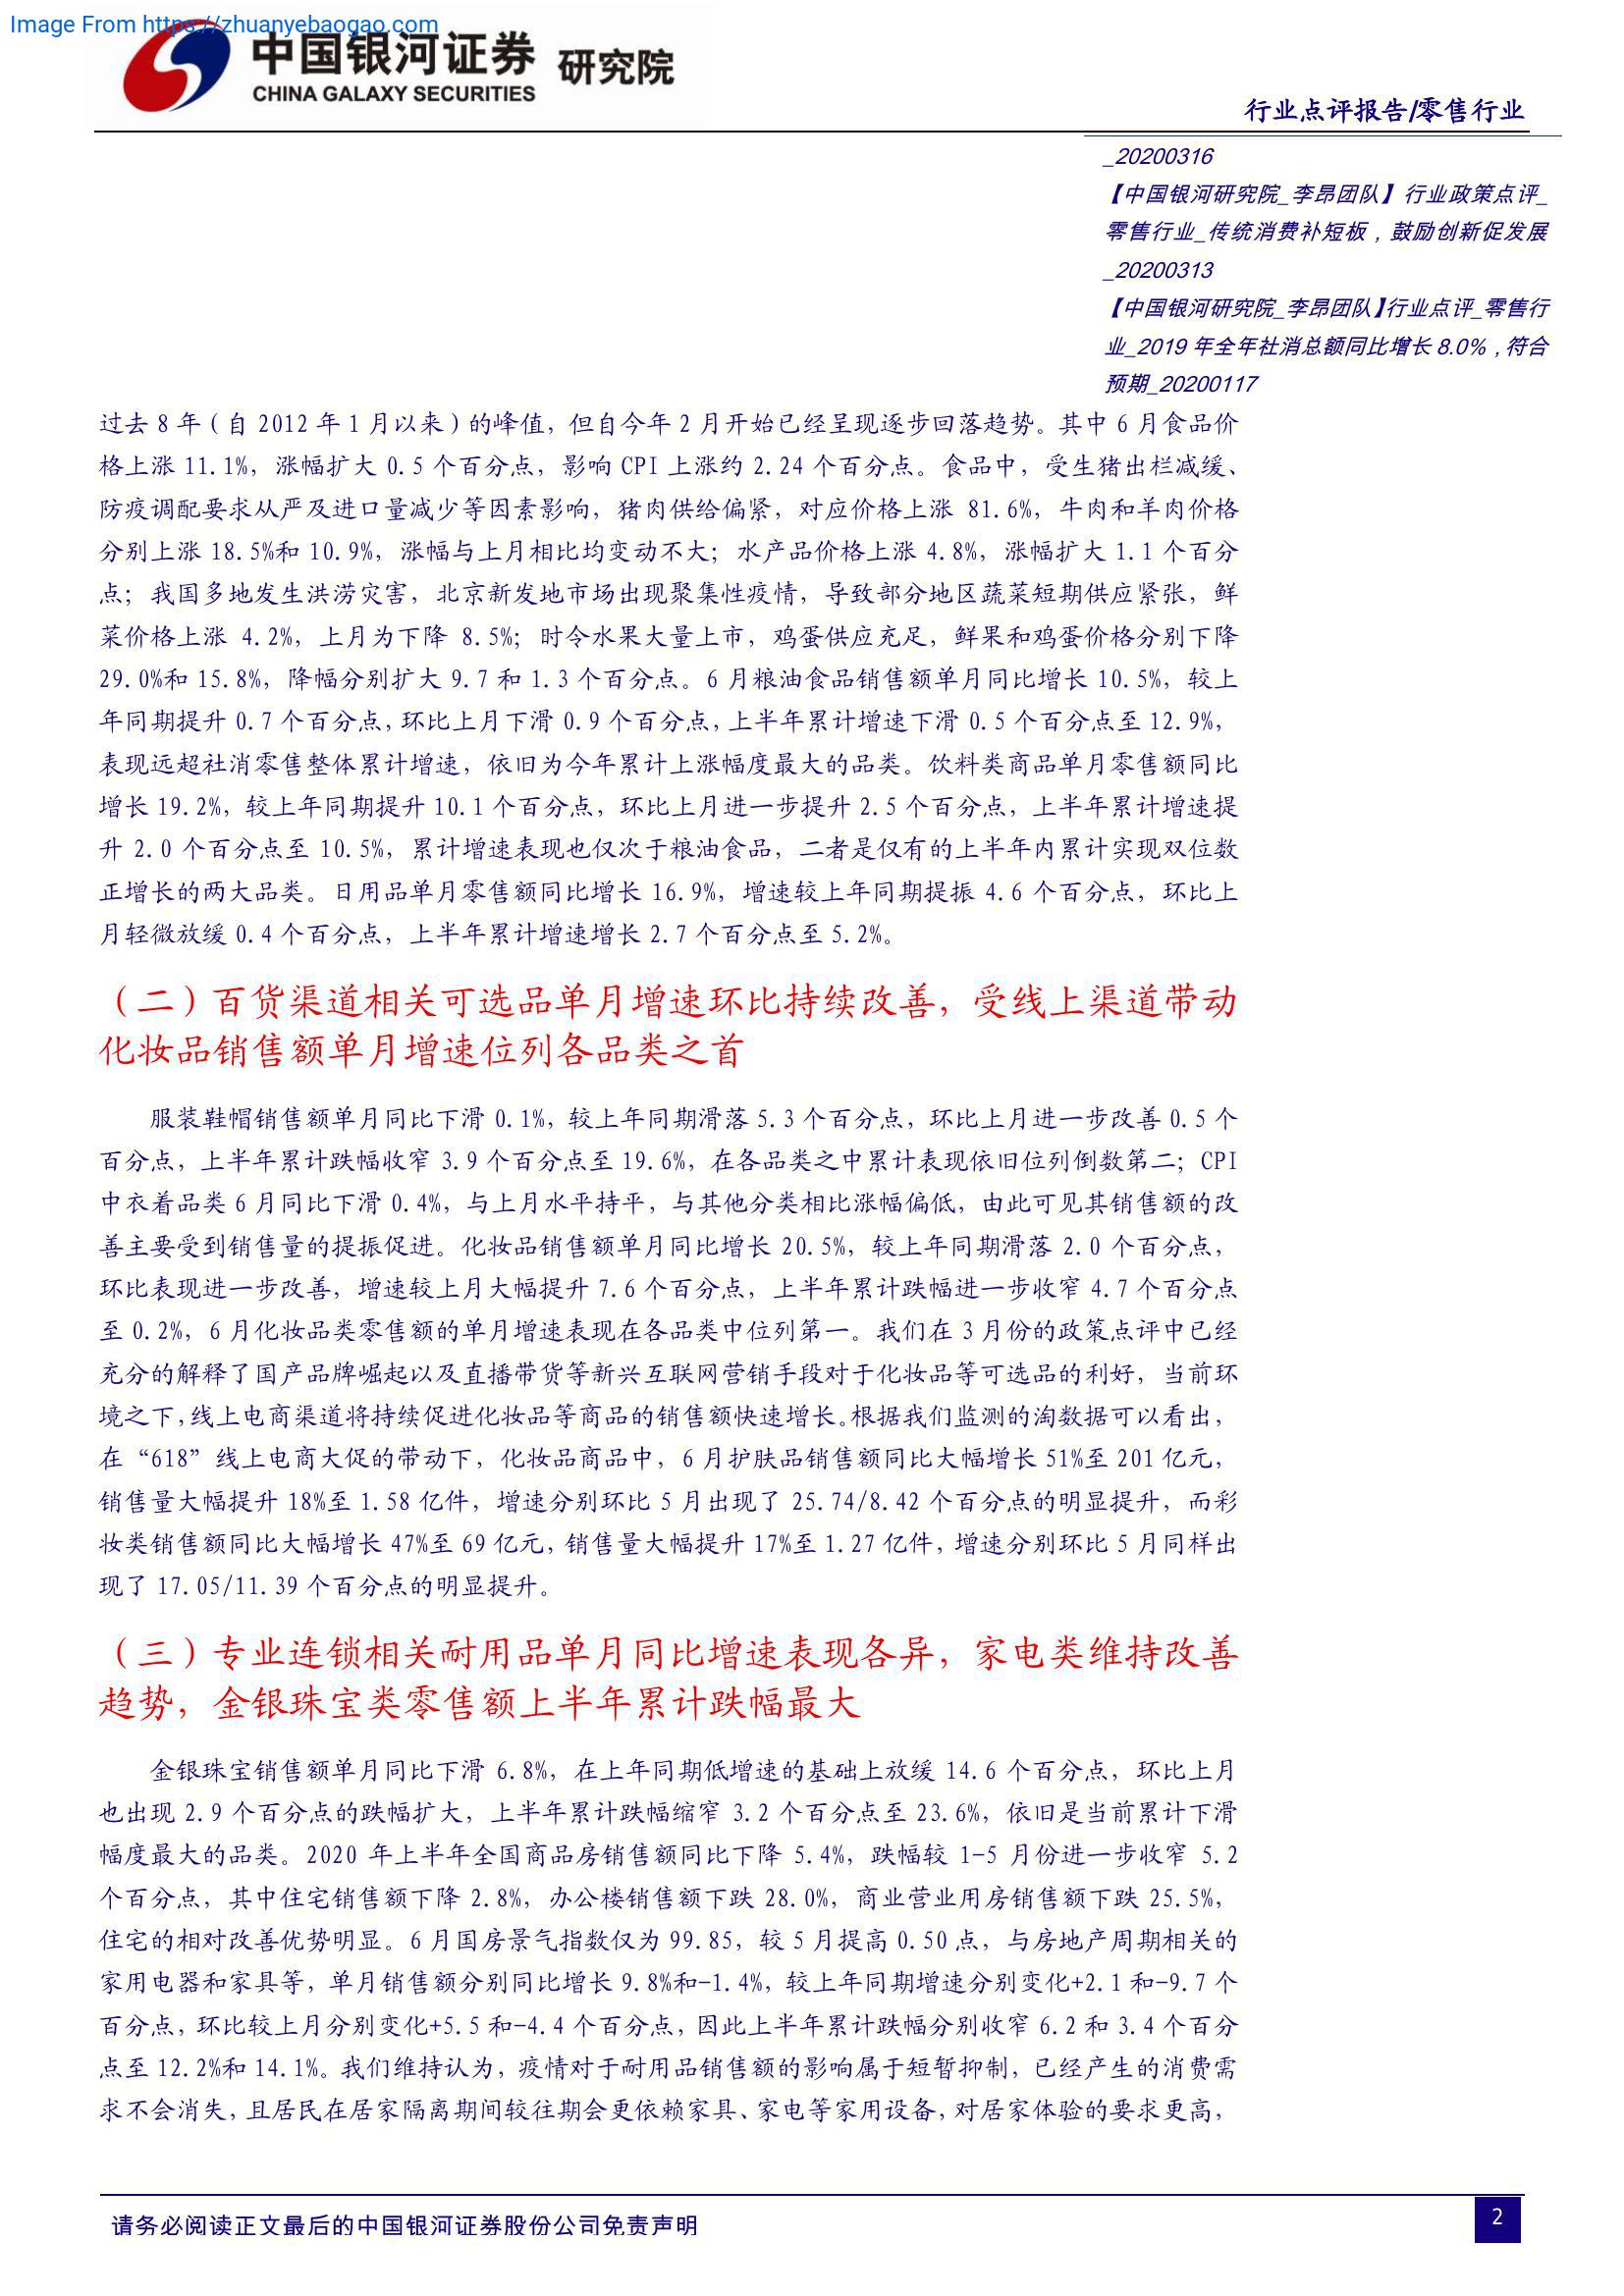 Image From https://zhuanyebaogao.com
中国银河证券 研究院
CHINA GALAXY SECURITIES
行业点评报告/零售行业
_20200316
【中国银河研究院_李昂团队】行业政策点评_
零售行业_传统消费补短板，鼓励创新促发展
_20200313
【中国银河研究院_李昂团队】行业点评_零售行
业_2019 年全年社消总额同比增长 8.0%，符合
预期_20200117
过去 8 年（自 2012 年 1 月以来）的峰值，但自今年 2 月开始已经呈现逐步回落趋势。其中 6 月食品价
格上涨 11.1%，涨幅扩大 0.5 个百分点，影响 CPI 上涨约 2.24 个百分点。食品中，受生猪出栏减缓、
防疫调配要求从严及进口量减少等因素影响，猪肉供给偏紧，对应价格上涨 81.6%，牛肉和羊肉价格
分别上涨 18.5%和 10.9%，涨幅与上月相比均变动不大；水产品价格上涨 4.8%，涨幅扩大 1.1 个百分
点；我国多地发生洪涝灾害，北京新发地市场出现聚集性疫情，导致部分地区蔬菜短期供应紧张，鲜
菜价格上涨 4.2%，上月为下降 8.5%；时令水果大量上市，鸡蛋供应充足，鲜果和鸡蛋价格分别下降
29.0%和 15.8%，降幅分别扩大 9.7 和 1.3 个百分点。6 月粮油食品销售额单月同比增长 10.5%，较上
年同期提升 0.7 个百分点，环比上月下滑 0.9 个百分点，上半年累计增速下滑 0.5 个百分点至 12.9%，
表现远超社消零售整体累计增速，依旧为今年累计上涨幅度最大的品类。饮料类商品单月零售额同比
增长 19.2%，较上年同期提升 10.1 个百分点，环比上月进一步提升 2.5 个百分点，上半年累计增速提
升 2.0 个百分点至 10.5%，累计增速表现也仅次于粮油食品，二者是仅有的上半年内累计实现双位数
正增长的两大品类。日用品单月零售额同比增长 16.9%，增速较上年同期提振 4.6 个百分点，环比上
月轻微放缓 0.4 个百分点，上半年累计增速增长 2.7 个百分点至 5.2%。
（二）百货渠道相关可选品单月增速环比持续改善，受线上渠道带动
化妆品销售额单月增速位列各品类之首
服装鞋帽销售额单月同比下滑 0.1%，较上年同期滑落 5.3 个百分点，环比上月进一步改善 0.5 个
百分点，上半年累计跌幅收窄 3.9 个百分点至 19.6%，在各品类之中累计表现依旧位列倒数第二；CPI
中衣着品类 6 月同比下滑 0.4%，与上月水平持平，与其他分类相比涨幅偏低，由此可见其销售额的改
善主要受到销售量的提振促进。化妆品销售额单月同比增长 20.5%，较上年同期滑落 2.0 个百分点，
环比表现进一步改善，增速较上月大幅提升 7.6 个百分点，上半年累计跌幅进一步收窄 4.7 个百分点
至 0.2%，6 月化妆品类零售额的单月增速表现在各品类中位列第一。我们在 3 月份的政策点评中已经
充分的解释了国产品牌崛起以及直播带货等新兴互联网营销手段对于化妆品等可选品的利好，当前环
境之下，线上电商渠道将持续促进化妆品等商品的销售额快速增长。根据我们监测的淘数据可以看出，
在“618”线上电商大促的带动下，化妆品商品中，6 月护肤品销售额同比大幅增长 51%至 201 亿元，
销售量大幅提升 18%至 1.58 亿件，增速分别环比 5 月出现了 25.74/8.42 个百分点的明显提升，而彩
妆类销售额同比大幅增长 47%至 69 亿元，销售量大幅提升 17%至 1.27 亿件，增速分别环比 5 月同样出
现了 17.05/11.39 个百分点的明显提升。
（三）专业连锁相关耐用品单月同比增速表现各异，家电类维持改善
趋势，金银珠宝类零售额上半年累计跌幅最大
金银珠宝销售额单月同比下滑 6.8%，在上年同期低增速的基础上放缓 14.6 个百分点，环比上月
也出现 2.9 个百分点的跌幅扩大，上半年累计跌幅缩窄 3.2 个百分点至 23.6%，依旧是当前累计下滑
幅度最大的品类。2020 年上半年全国商品房销售额同比下降 5.4%，跌幅较 1-5 月份进一步收窄 5.2
个百分点，其中住宅销售额下降 2.8%，办公楼销售额下跌 28.0%，商业营业用房销售额下跌 25.5%，
住宅的相对改善优势明显。6 月国房景气指数仅为 99.85，较 5 月提高 0.50 点，与房地产周期相关的
家用电器和家具等，单月销售额分别同比增长 9.8%和-1.4%，较上年同期增速分别变化+2.1 和-9.7 个
百分点，环比较上月分别变化+5.5 和-4.4 个百分点，因此上半年累计跌幅分别收窄 6.2 和 3.4 个百分
点至 12.2%和 14.1%。我们维持认为，疫情对于耐用品销售额的影响属于短暂抑制，已经产生的消费需
求不会消失，且居民在居家隔离期间较往期会更依赖家具、家电等家用设备，对居家体验的要求更高，
请务必阅读正文最后的中国银河证券股份公司免责声明
2